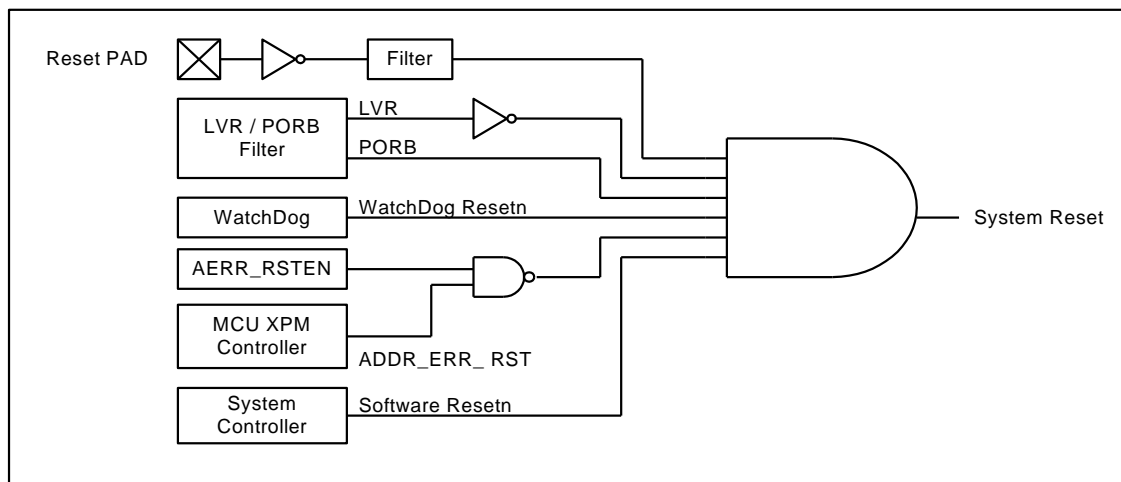 Reset PAD
Filter
LVR / PORB
Filter
LVR
PORB
WatchDog
WatchDog Resetn
AERR_RSTEN
MCU XPM
Controller
ADDR_ERR_ RST
System
Controller
Software Resetn
System Reset